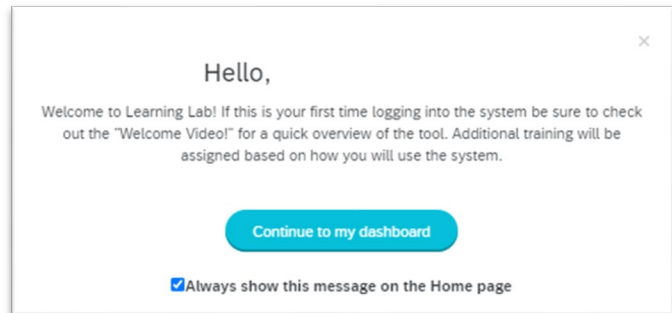 ×
Hello,
Welcome to Learning Lab! If this is your first time logging into the system be sure to check
out the "Welcome Video!" for a quick overview of the tool. Additional training will be
assigned based on how you will use the system.
Continue to my dashboard
Always show this message on the Home page